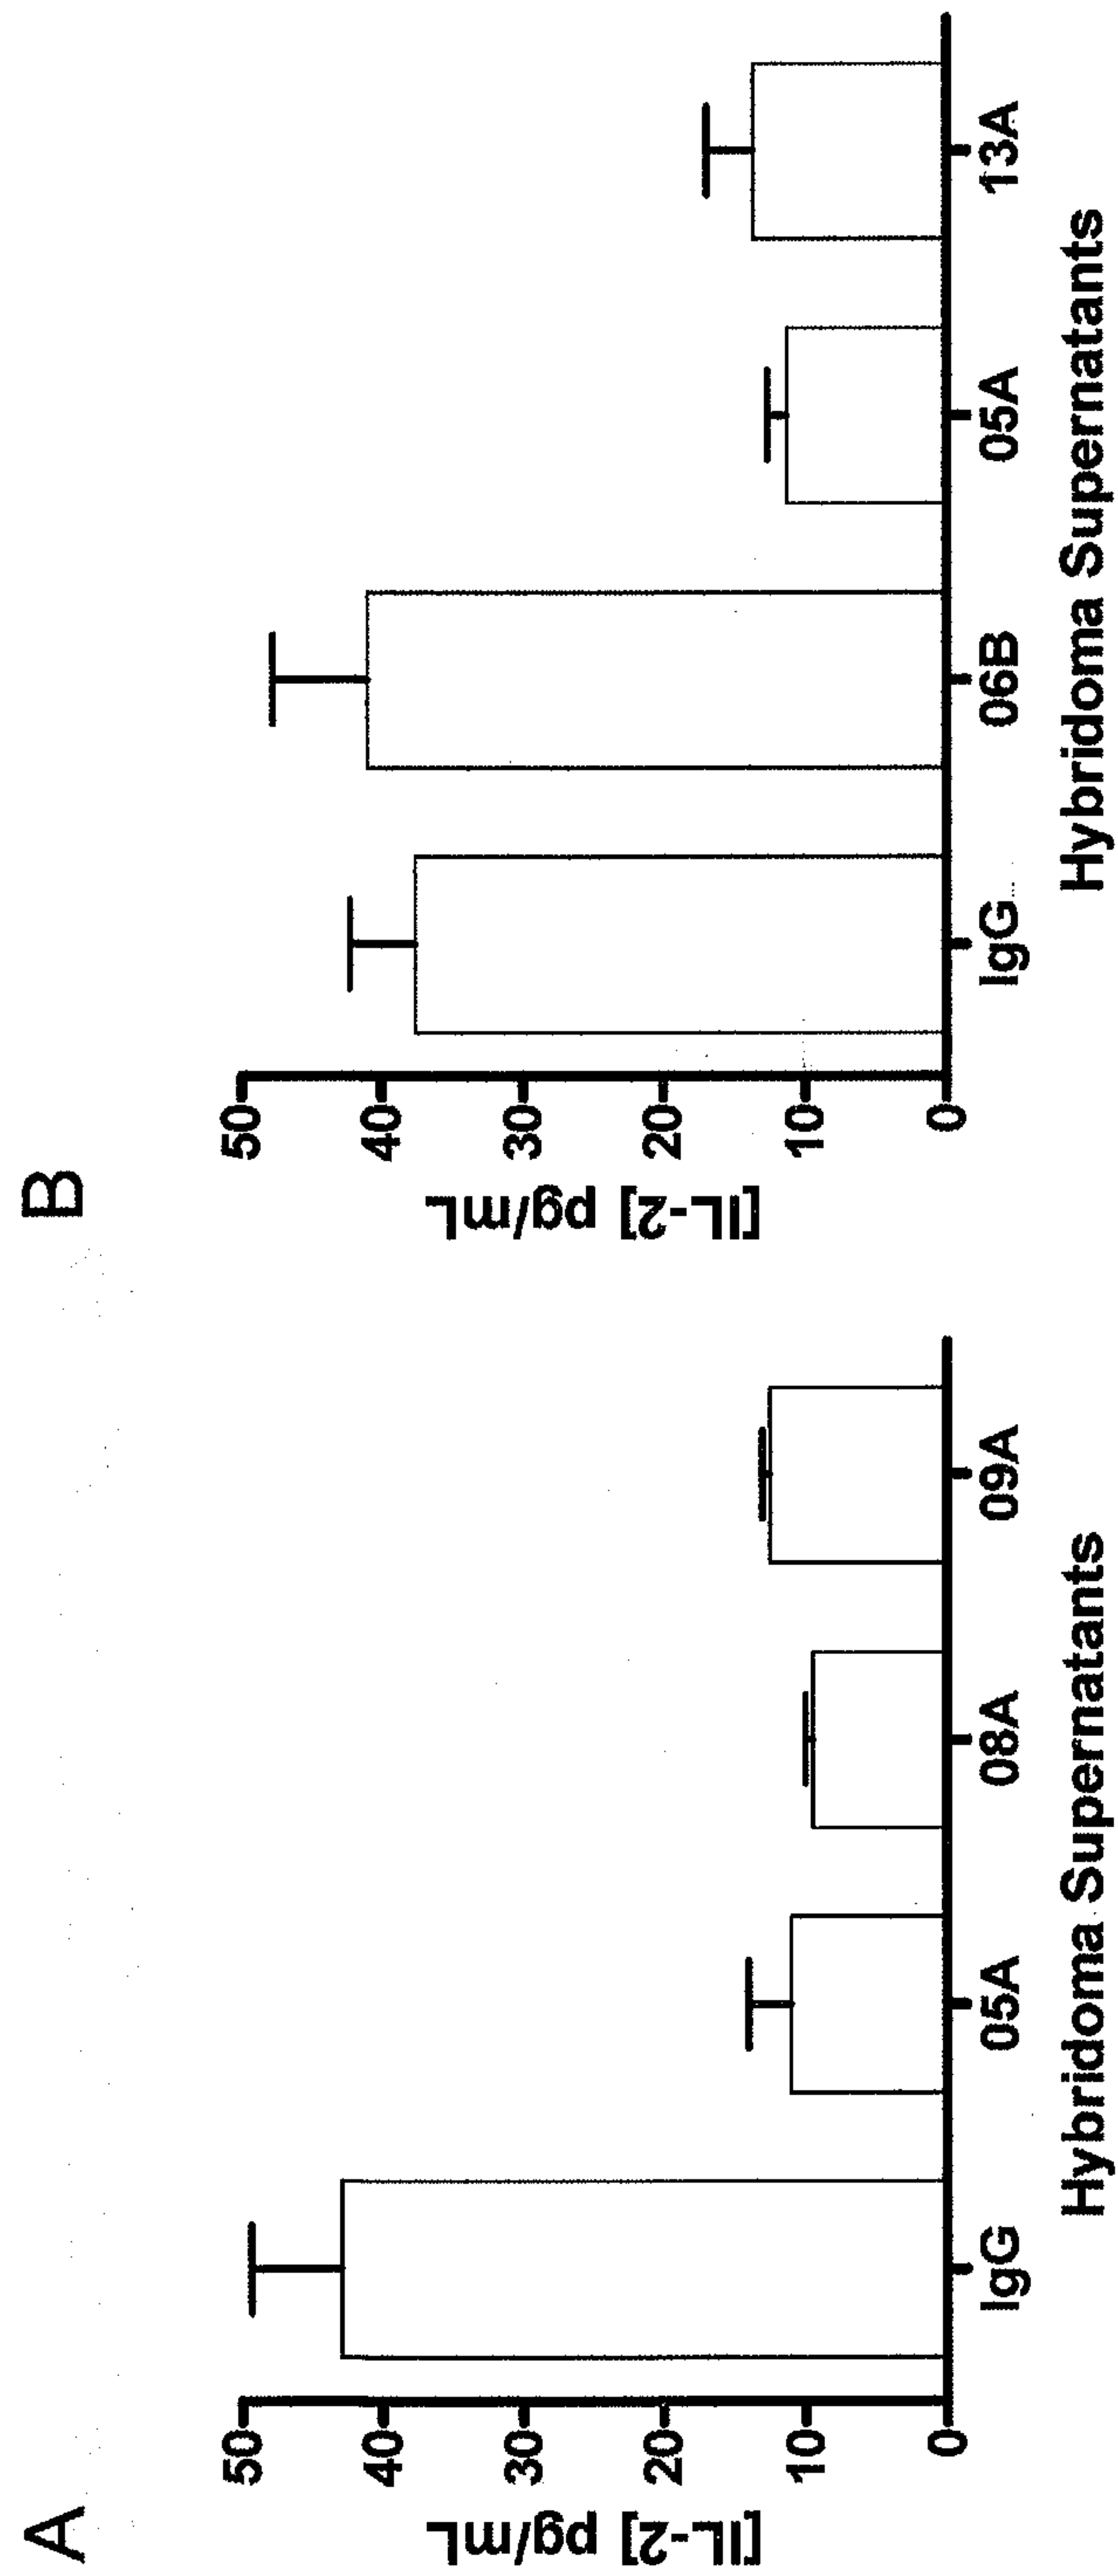 A
[IL-2] pg/mL
50
40
30
20
10
0
IgG
05A
08A
09A
Hybridoma Supernatants
B
[IL-2] pg/mL
50
40
30
20
10
0
IgG
06B
05A
13A
Hybridoma Supernatants